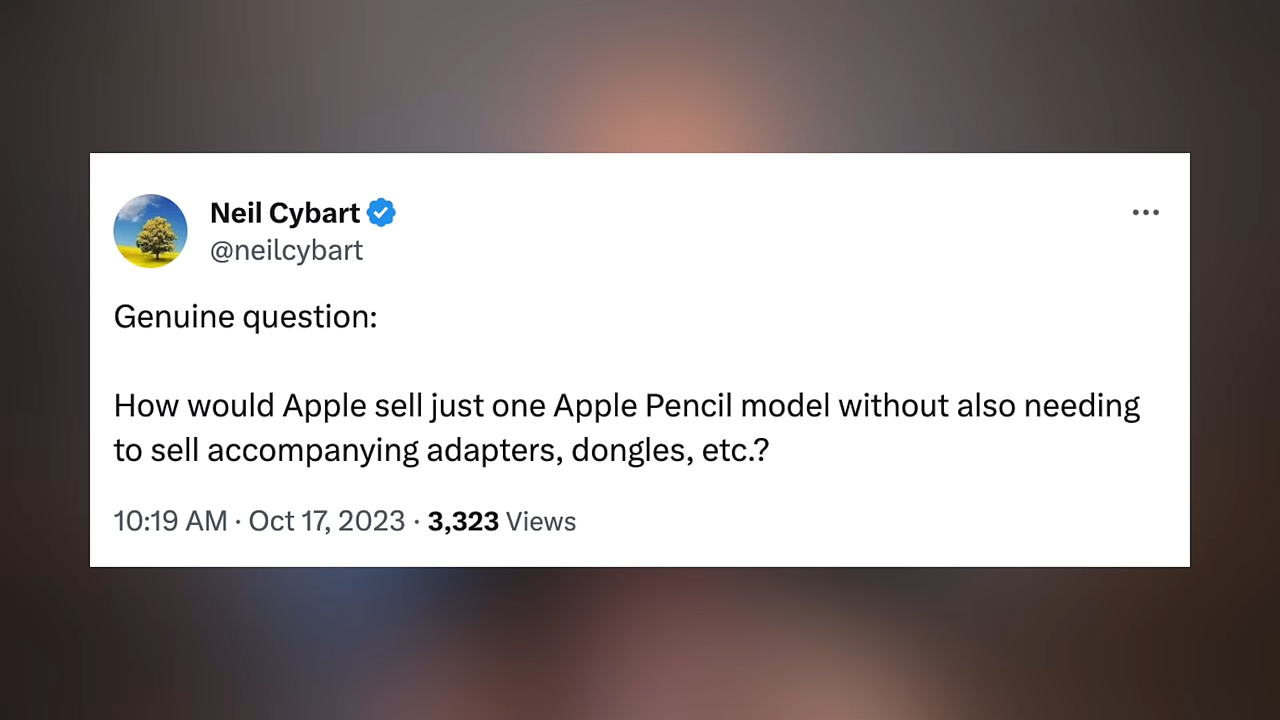 Neil Cybart
@neilcybart
Genuine question:
How would Apple sell just one Apple Pencil model without also needing
to sell accompanying adapters, dongles, etc.?
10:19 AM · Oct 17, 2023 · 3,323 Views